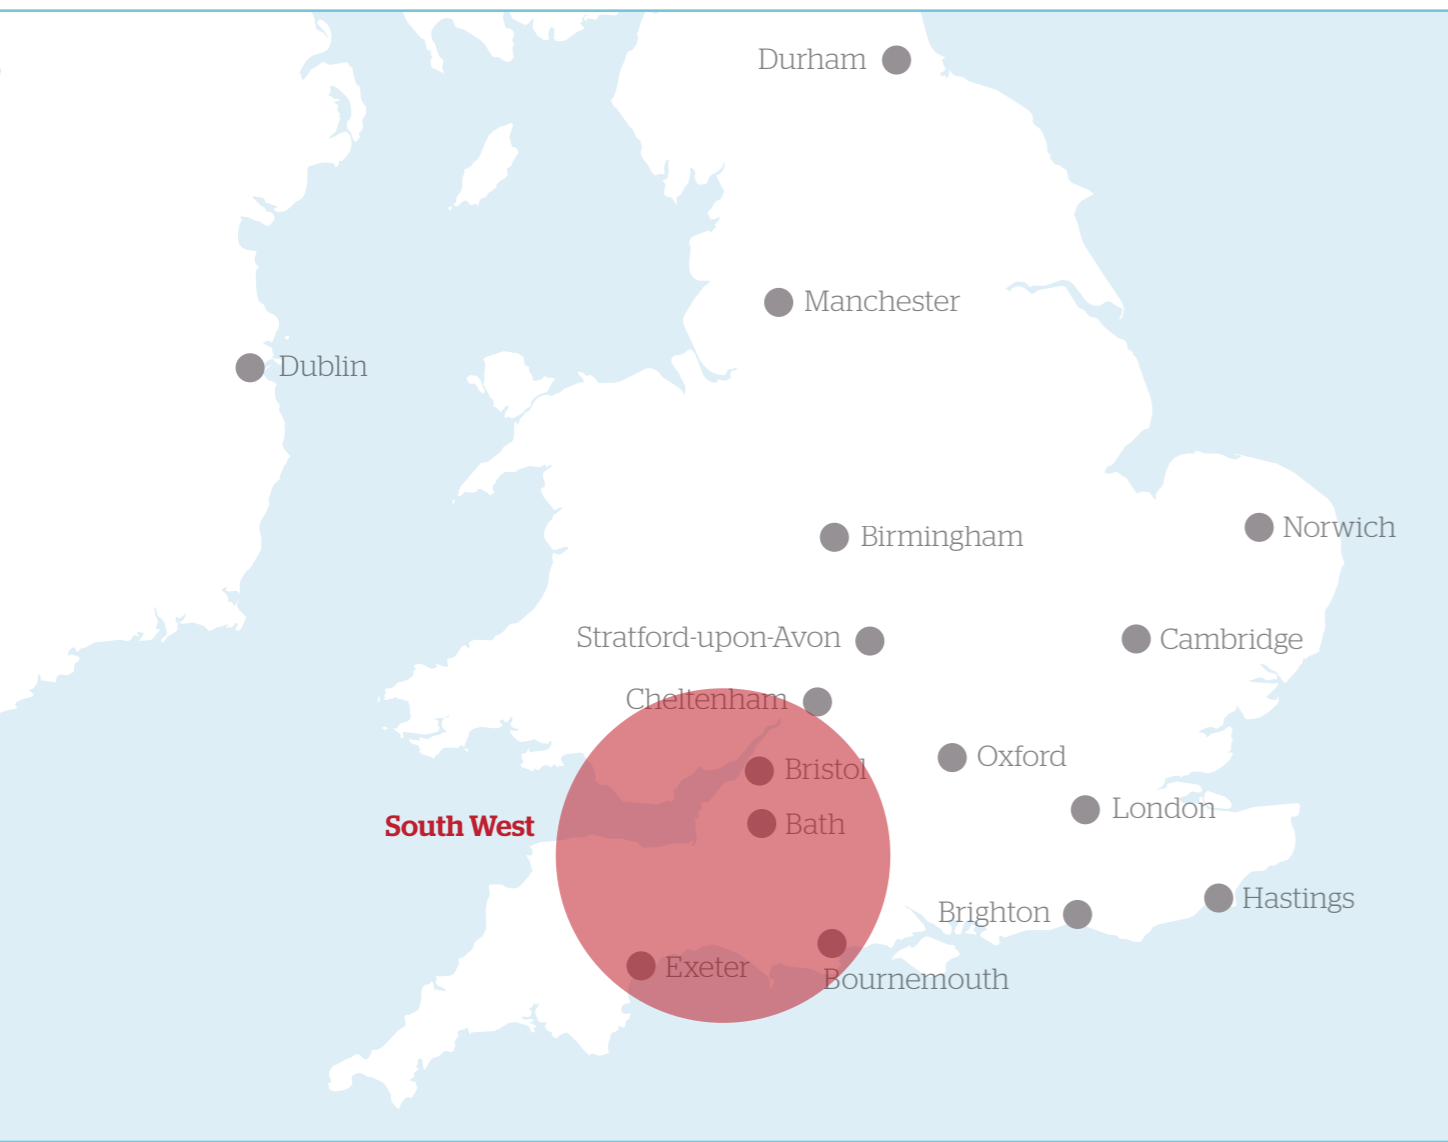 Durham
Manchester
Dublin
Norwich
Birmingham
Stratford-upon-Avon
Cambridge
Cheltenham
Oxford
Bristol
London
South West
Bath
Hastings
Brighton
Exeter
Bournemouth